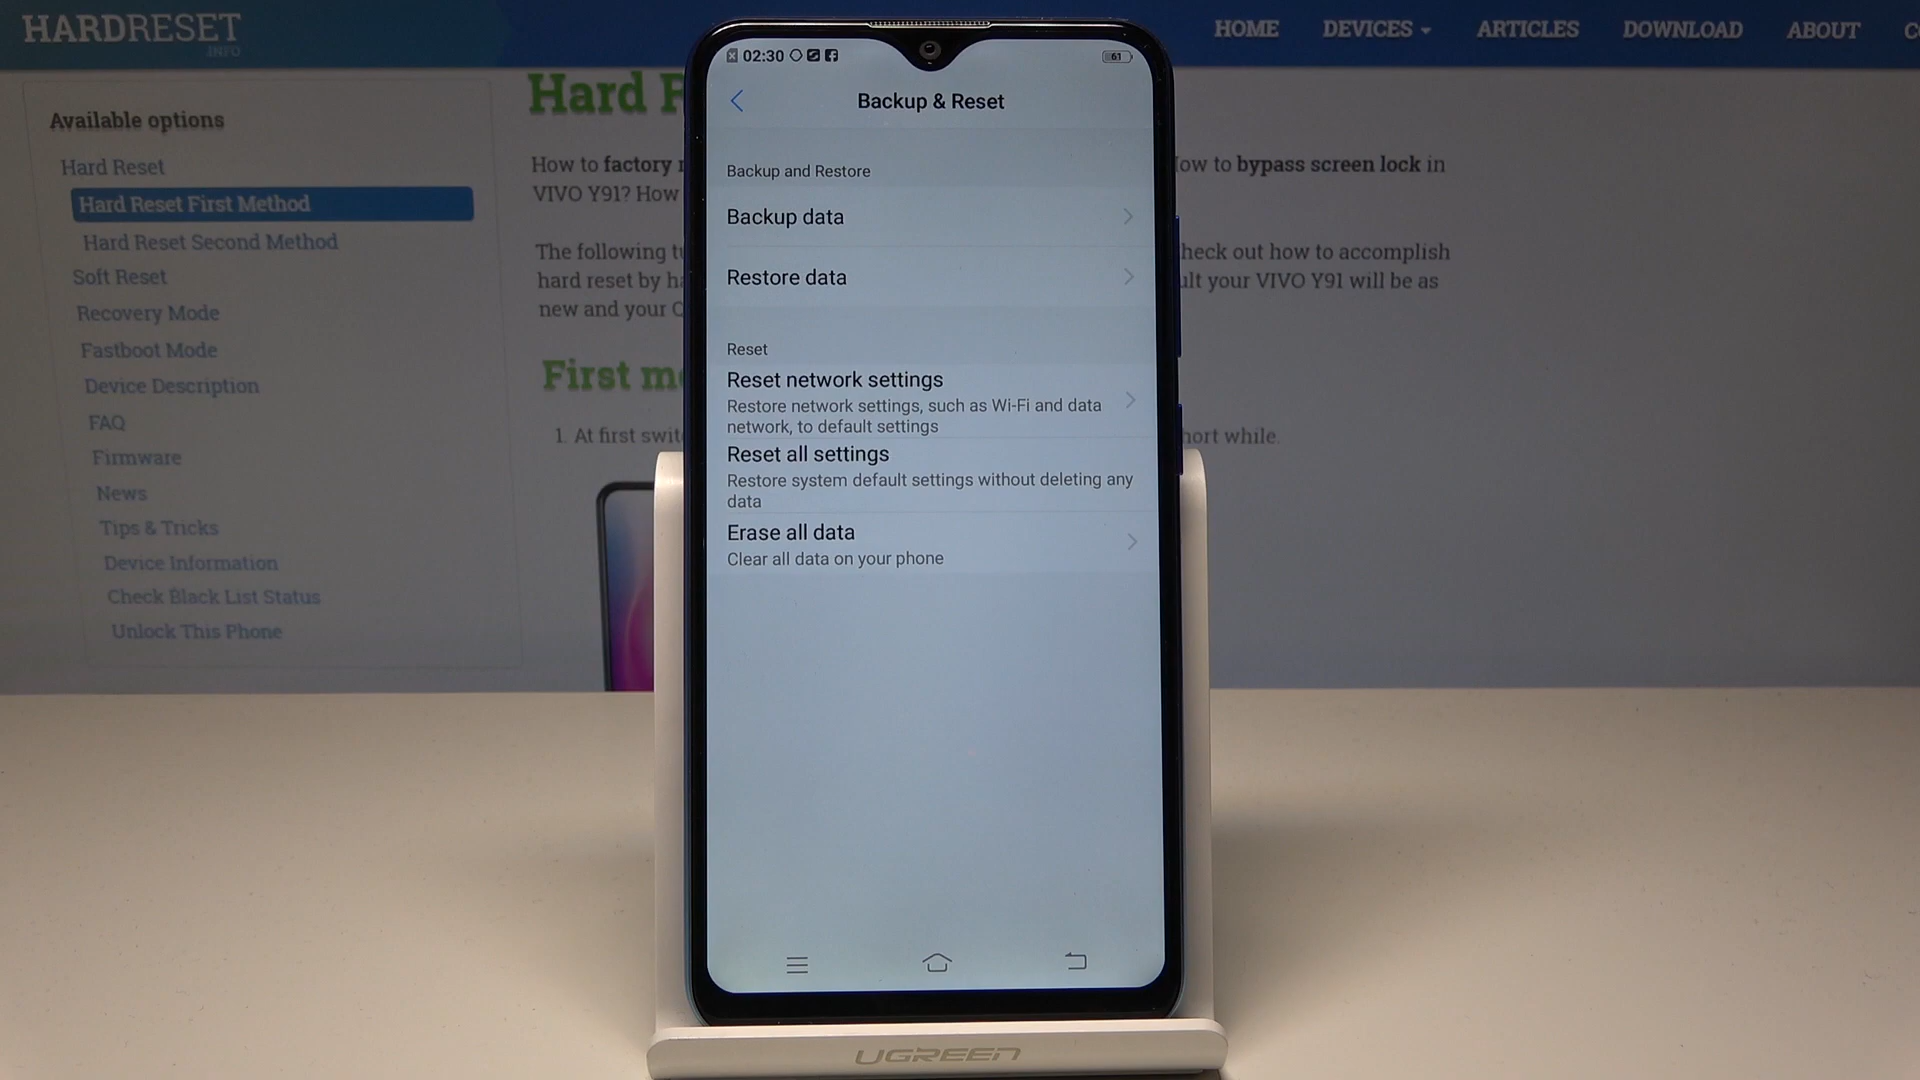 HARDRESET
.INFO
HOME DEVICES ARTICLES DOWNLOAD ABOUT
Available options
Hard Reset
Hard Reset First Method
Hard Reset Second Method
Soft Reset
Recovery Mode
Fastboot Mode
Device Description
FAQ
Firmware
News
Tips & Tricks
Device Information
Check Black List Status
Unlock This Phone
Hard
How to factory
to bypass screen lock in
VIVO Y91? How
The following
check out how to accomplish
hard reset by
your VIVO Y91 will be as
new and your
First
1. At first
short while.
02:30
61
Backup & Reset
Backup and Restore
Backup data
Restore data
Reset
Reset network settings
Restore network settings, such as Wi-Fi and data
network, to default settings
Reset all settings
Restore system default settings without deleting any
data
Erase all data
Clear all data on your phone
UGREEN